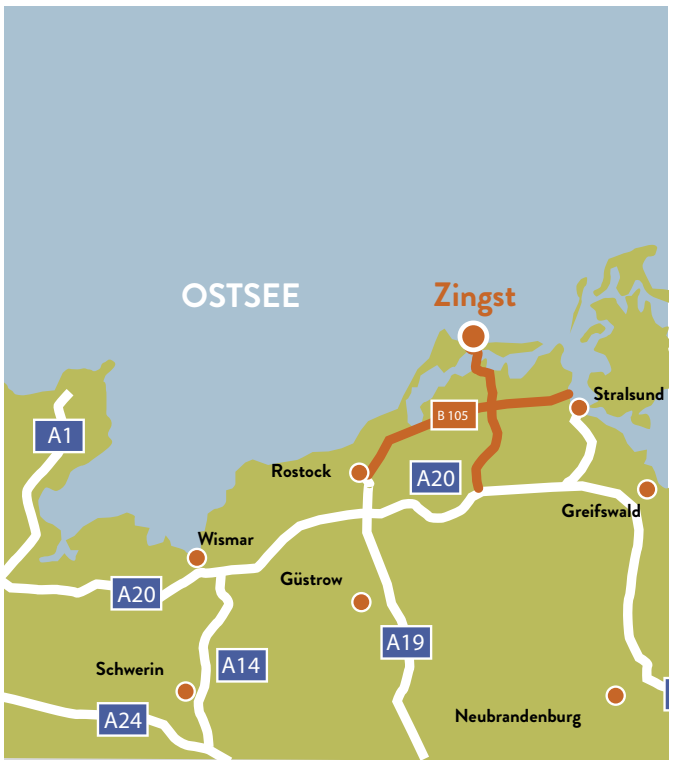 OSTSEE
Zingst
Stralsund
B 105
A1
Rostock
A20
Greifswald
Wismar
Güstrow
A20
A19
A14
Schwerin
A24
Neubrandenburg